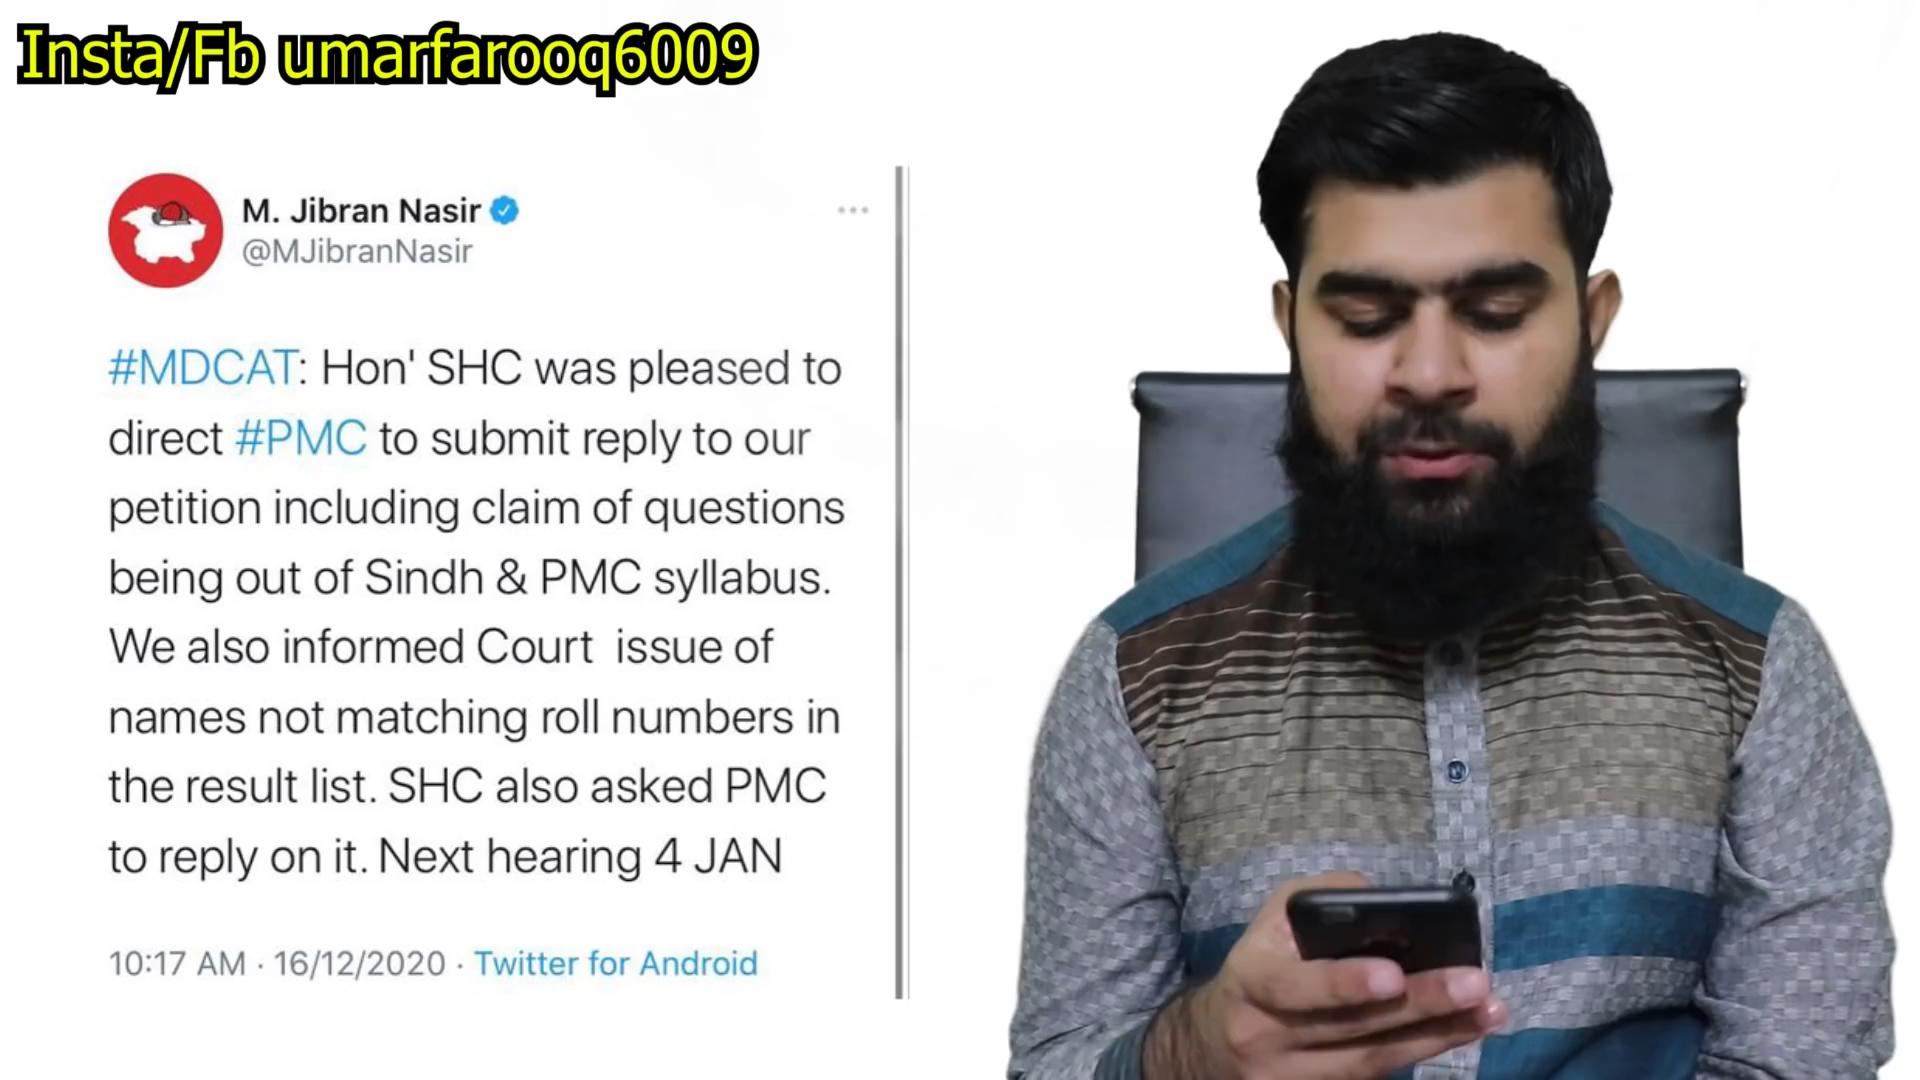 Insta/Fb umarfarooq6009
M. Jibran Nasir
@MJibranNasir
#MDCAT: Hon' SHC was pleased to
direct #PMC to submit reply to our
petition including claim of questions
being out of Sindh & PMC syllabus.
We also informed Court issue of
names not matching roll numbers in
the result list. SHC also asked PMC
to reply on it. Next hearing 4 JAN
10:17 AM · 16/12/2020 · Twitter for Android